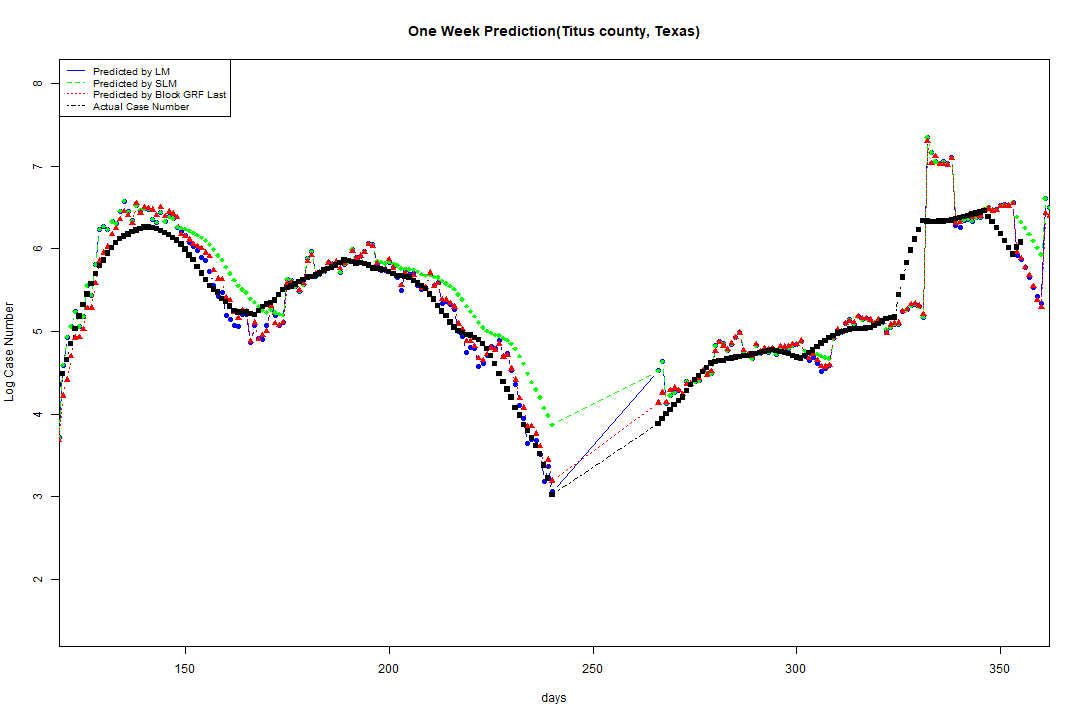 One Week Prediction(Titus county, Texas)
Predicted by LM
Predicted by SLM
Predicted by Block GRF Last
Actual Case Number
8
7
6
5
4
3
2
Log Case Number
150 200 250 300 350
days